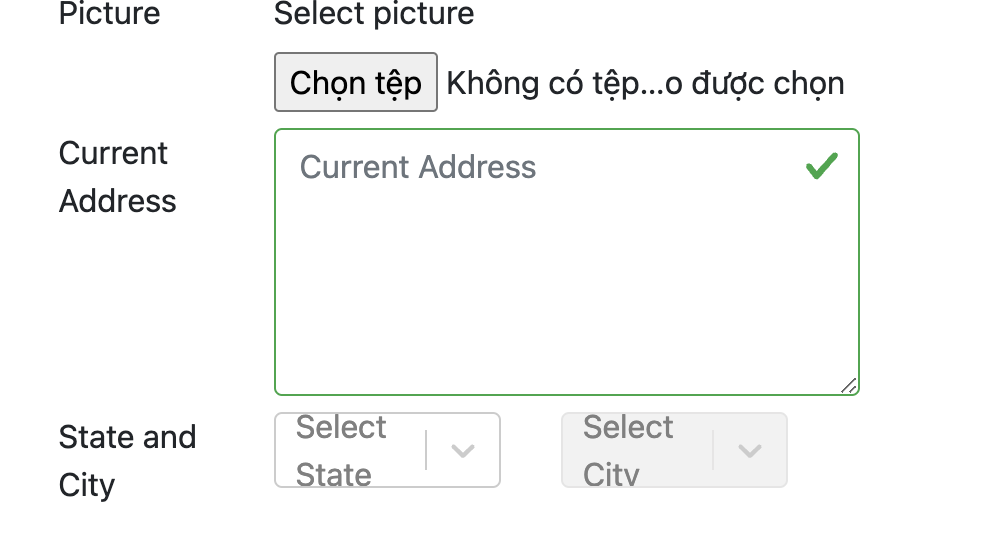 Picture
Select picture
Chọn tệp Không có tệp...o được chọn
Current
Address
Current Address
State and
City
Select
State
Select
City